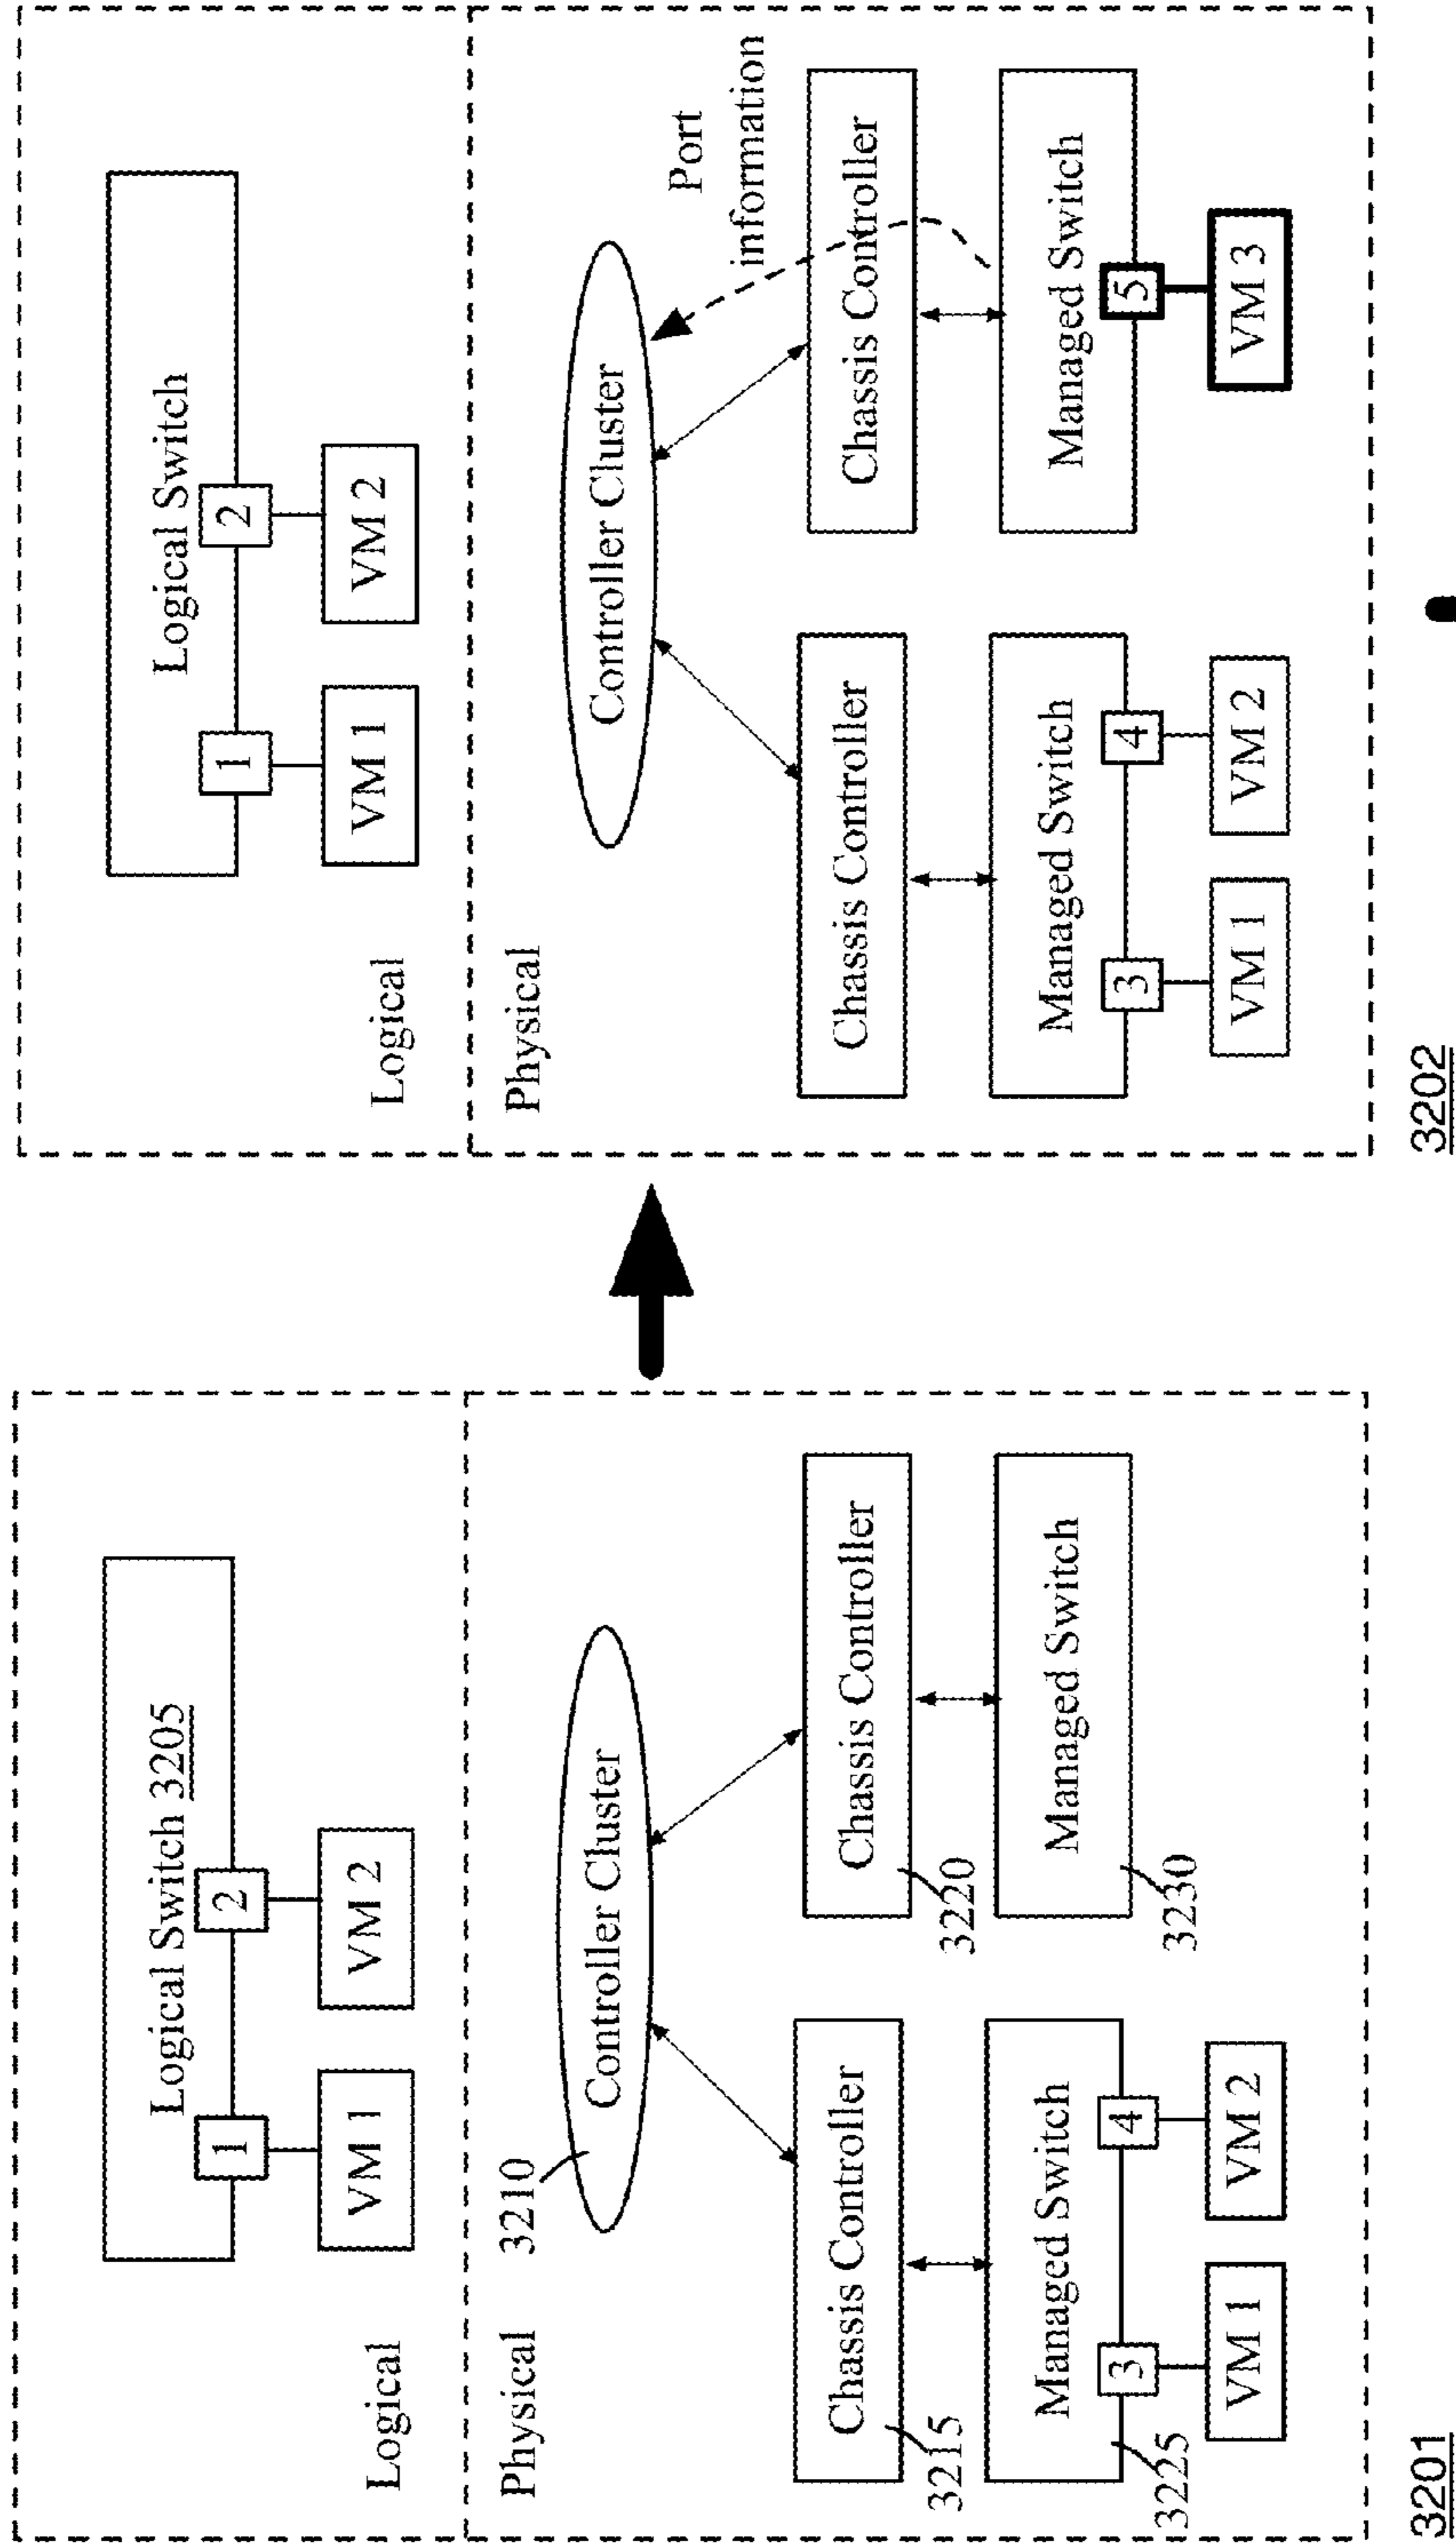 Logical Switch 3205
1
2
VM 1
VM 2
Logical
Physical
3210
Controller Cluster
Chassis Controller
Chassis Controller
3215
3220
Managed Switch
Managed Switch
3
4
3225
3230
VM 1
VM 2
3201
Logical Switch
1
2
VM 1
VM 2
Logical
Physical
Port
information
Controller Cluster
Chassis Controller
Chassis Controller
Managed Switch
Managed Switch
3
4
5
VM 1
VM 2
VM 3
3202